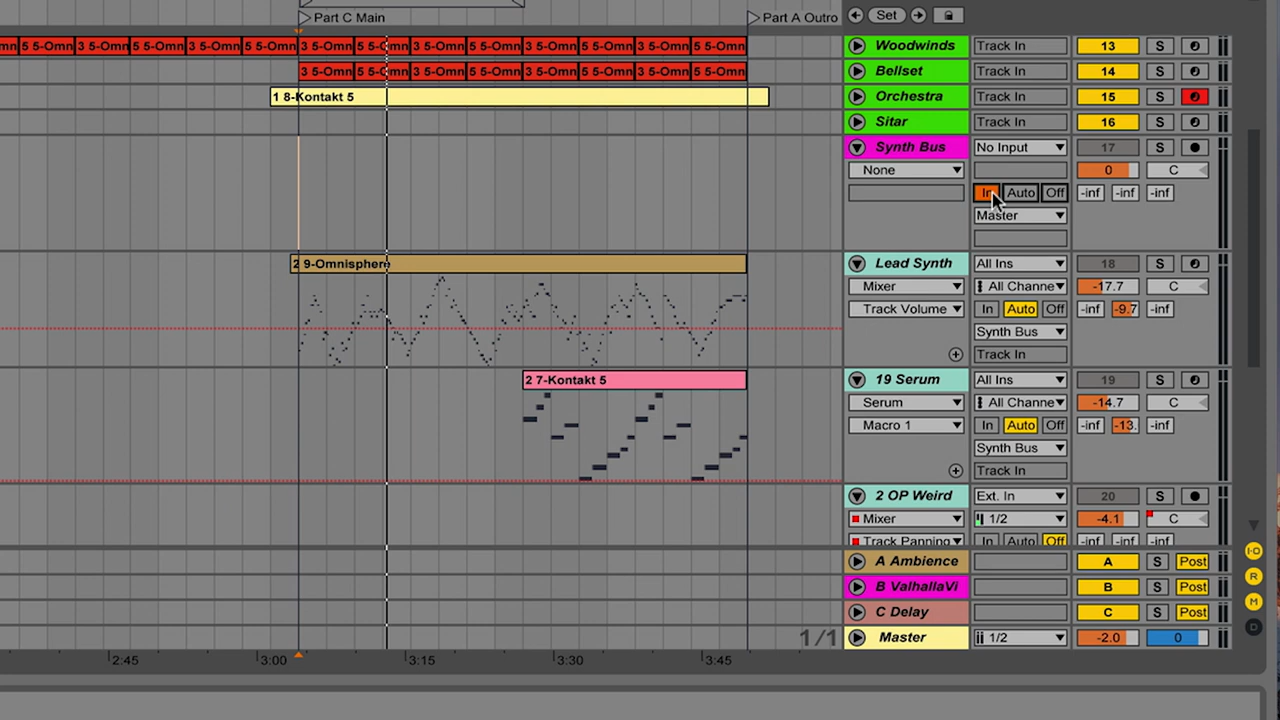 Part C Main
Part A Outro
Set
5 5-Omn 3 5-Omn 5 5-Omn 3 5-Omn 5 5-Omn 3 5-Omn 5 5-Omn 3 5-Omn 5 5-Omn 3 5-Omn 5 5-Omn 3 5-Omn 5 5-Omn
Woodwinds Track In 13 S
3 5-Omn 5 5-Omn 3 5-Omn 5 5-Omn 3 5-Omn 5 5-Omn 3 5-Omn 5 5-Omn
Bellset Track In 14 S
1 8-Kontakt 5
Orchestra Track In 15 S
Sitar Track In 16 S
Synth Bus No Input 17 S
None 0 C
In Auto Off -inf -inf -inf
Master
2 9-Omnisphere
Lead Synth All Ins 18 S
Mixer All Channe -17.7 C
Track Volume In Auto Off -inf -9.7 -inf
Synth Bus
Track In
2 7-Kontakt 5
19 Serum All Ins 19 S
Serum All Channe -14.7 C
Macro 1 In Auto Off -inf -13. -inf
Synth Bus
Track In
2 OP Weird Ext. In 20 S
Mixer 1/2 -4.1 C
Track Panning In Auto Off -inf -inf -inf
A Ambience A S Post
B ValhallaVi B S Post
C Delay C S Post
1/1 Master 1/2 -2.0 0
2:45 3:00 3:15 3:30 3:45
I·O
R
M
D